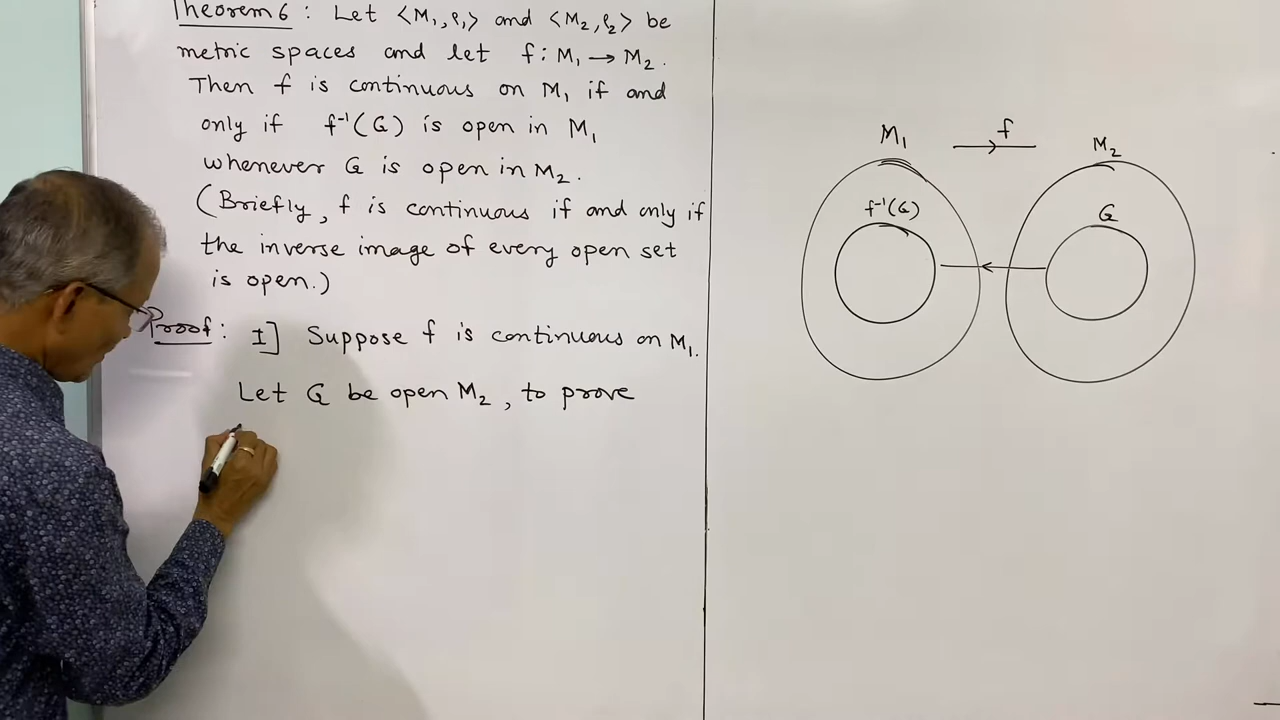 Theorem 6 : Let <M₁, ρ₁> and <M₂, ρ₂> be
metric spaces and let f : M₁ → M₂.
Then f is continuous on M₁ if and
only if f⁻¹(G) is open in M₁
whenever G is open in M₂.
(Briefly, f is continuous if and only if
the inverse image of every open set
is open.)
Proof : I] Suppose f is continuous on M₁.
Let G be open M₂, to prove
M₁ f M₂
f⁻¹(G) G